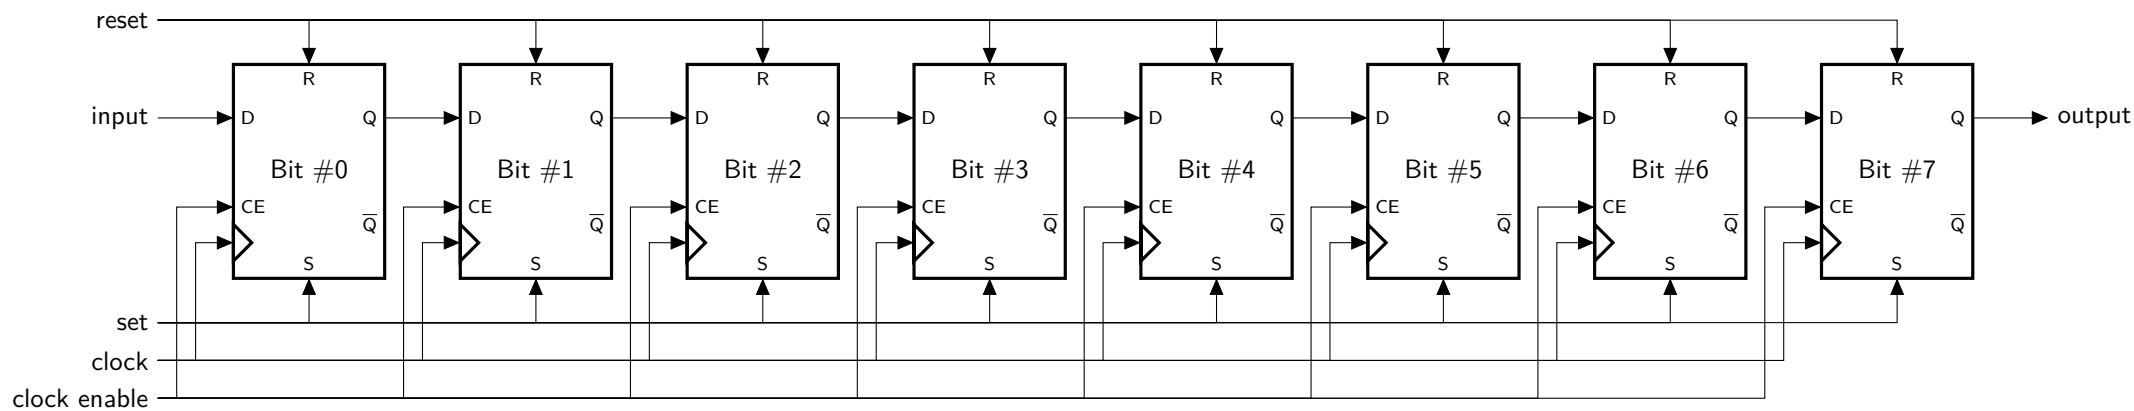 reset
R R R R R R R R
input D Q D Q D Q D Q D Q D Q D Q D Q output
Bit #0 Bit #1 Bit #2 Bit #3 Bit #4 Bit #5 Bit #6 Bit #7
CE CE CE CE CE CE CE CE
Q̅ Q̅ Q̅ Q̅ Q̅ Q̅ Q̅ Q̅
S S S S S S S S
set
clock
clock enable